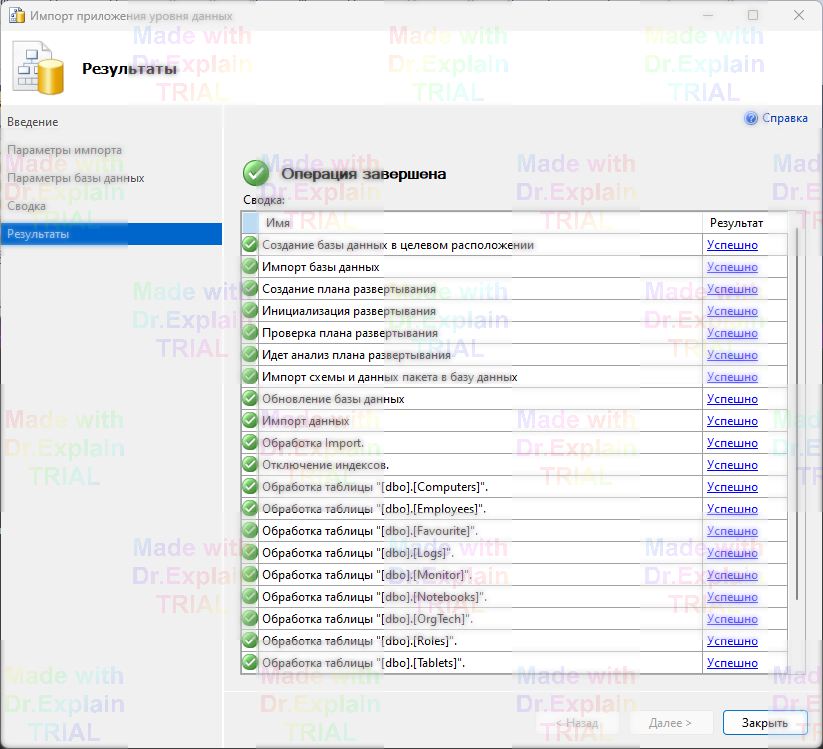 Импорт приложения уровня данных
Результаты
Введение
Параметры импорта
Параметры базы данных
Сводка
Результаты
Справка
Операция завершена
Сводка:
Имя Результат
Создание базы данных в целевом расположении Успешно
Импорт базы данных Успешно
Создание плана развертывания Успешно
Инициализация развертывания Успешно
Проверка плана развертывания Успешно
Идет анализ плана развертывания Успешно
Импорт схемы и данных пакета в базу данных Успешно
Обновление базы данных Успешно
Импорт данных Успешно
Обработка Import. Успешно
Отключение индексов. Успешно
Обработка таблицы "[dbo].[Computers]". Успешно
Обработка таблицы "[dbo].[Employees]". Успешно
Обработка таблицы "[dbo].[Favourite]". Успешно
Обработка таблицы "[dbo].[Logs]". Успешно
Обработка таблицы "[dbo].[Monitor]". Успешно
Обработка таблицы "[dbo].[Notebooks]". Успешно
Обработка таблицы "[dbo].[OrgTech]". Успешно
Обработка таблицы "[dbo].[Roles]". Успешно
Обработка таблицы "[dbo].[Tablets]". Успешно
< Назад Далее > Закрыть
Made with
Dr.Explain
TRIAL